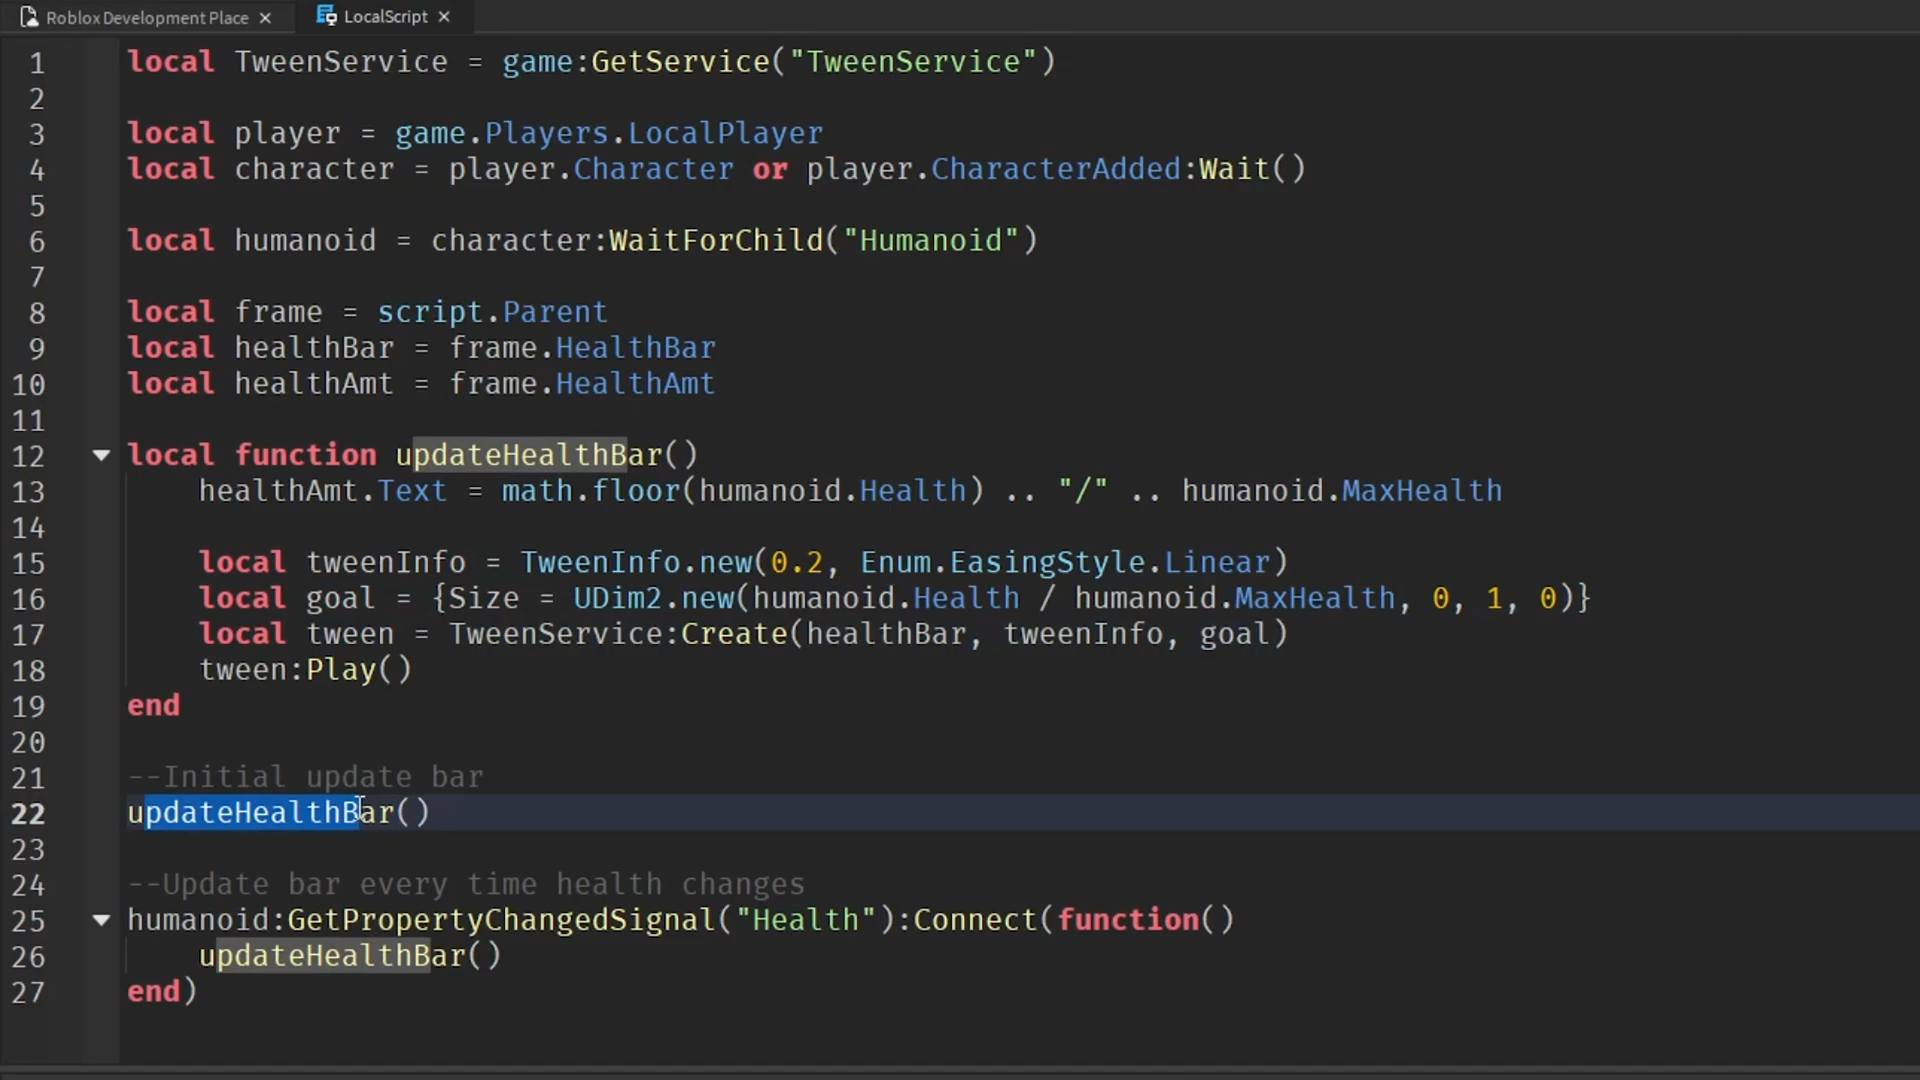 Roblox Development Place
LocalScript
1 local TweenService = game:GetService("TweenService")
2
3 local player = game.Players.LocalPlayer
4 local character = player.Character or player.CharacterAdded:Wait()
5
6 local humanoid = character:WaitForChild("Humanoid")
7
8 local frame = script.Parent
9 local healthBar = frame.HealthBar
10 local healthAmt = frame.HealthAmt
11
12 local function updateHealthBar()
13     healthAmt.Text = math.floor(humanoid.Health) .. "/" .. humanoid.MaxHealth
14
15     local tweenInfo = TweenInfo.new(0.2, Enum.EasingStyle.Linear)
16     local goal = {Size = UDim2.new(humanoid.Health / humanoid.MaxHealth, 0, 1, 0)}
17     local tween = TweenService:Create(healthBar, tweenInfo, goal)
18     tween:Play()
19 end
20
21 --Initial update bar
22 updateHealthBar()
23
24 --Update bar every time health changes
25 humanoid:GetPropertyChangedSignal("Health"):Connect(function()
26     updateHealthBar()
27 end)